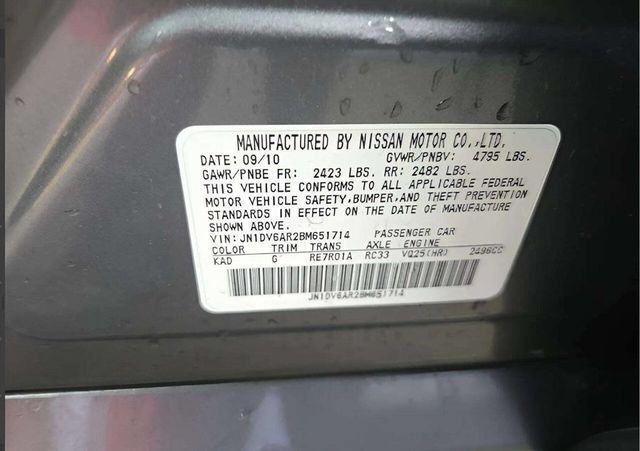 MANUFACTURED BY NISSAN MOTOR CO.,LTD.
DATE: 09/10 GVWR/PNBV: 4795 LBS.
GAWR/PNBE FR: 2423 LBS. RR: 2482 LBS.
THIS VEHICLE CONFORMS TO ALL APPLICABLE FEDERAL
MOTOR VEHICLE SAFETY,BUMPER,AND THEFT PREVENTION
STANDARDS IN EFFECT ON THE DATE OF MANUFACTURE
SHOWN ABOVE.
VIN: JN1DV6AR2BM651714 PASSENGER CAR
COLOR TRIM TRANS AXLE ENGINE
KAD G RE7R01A RC33 VQ25(HR) 2496CC
JN1DV6AR2BM651714